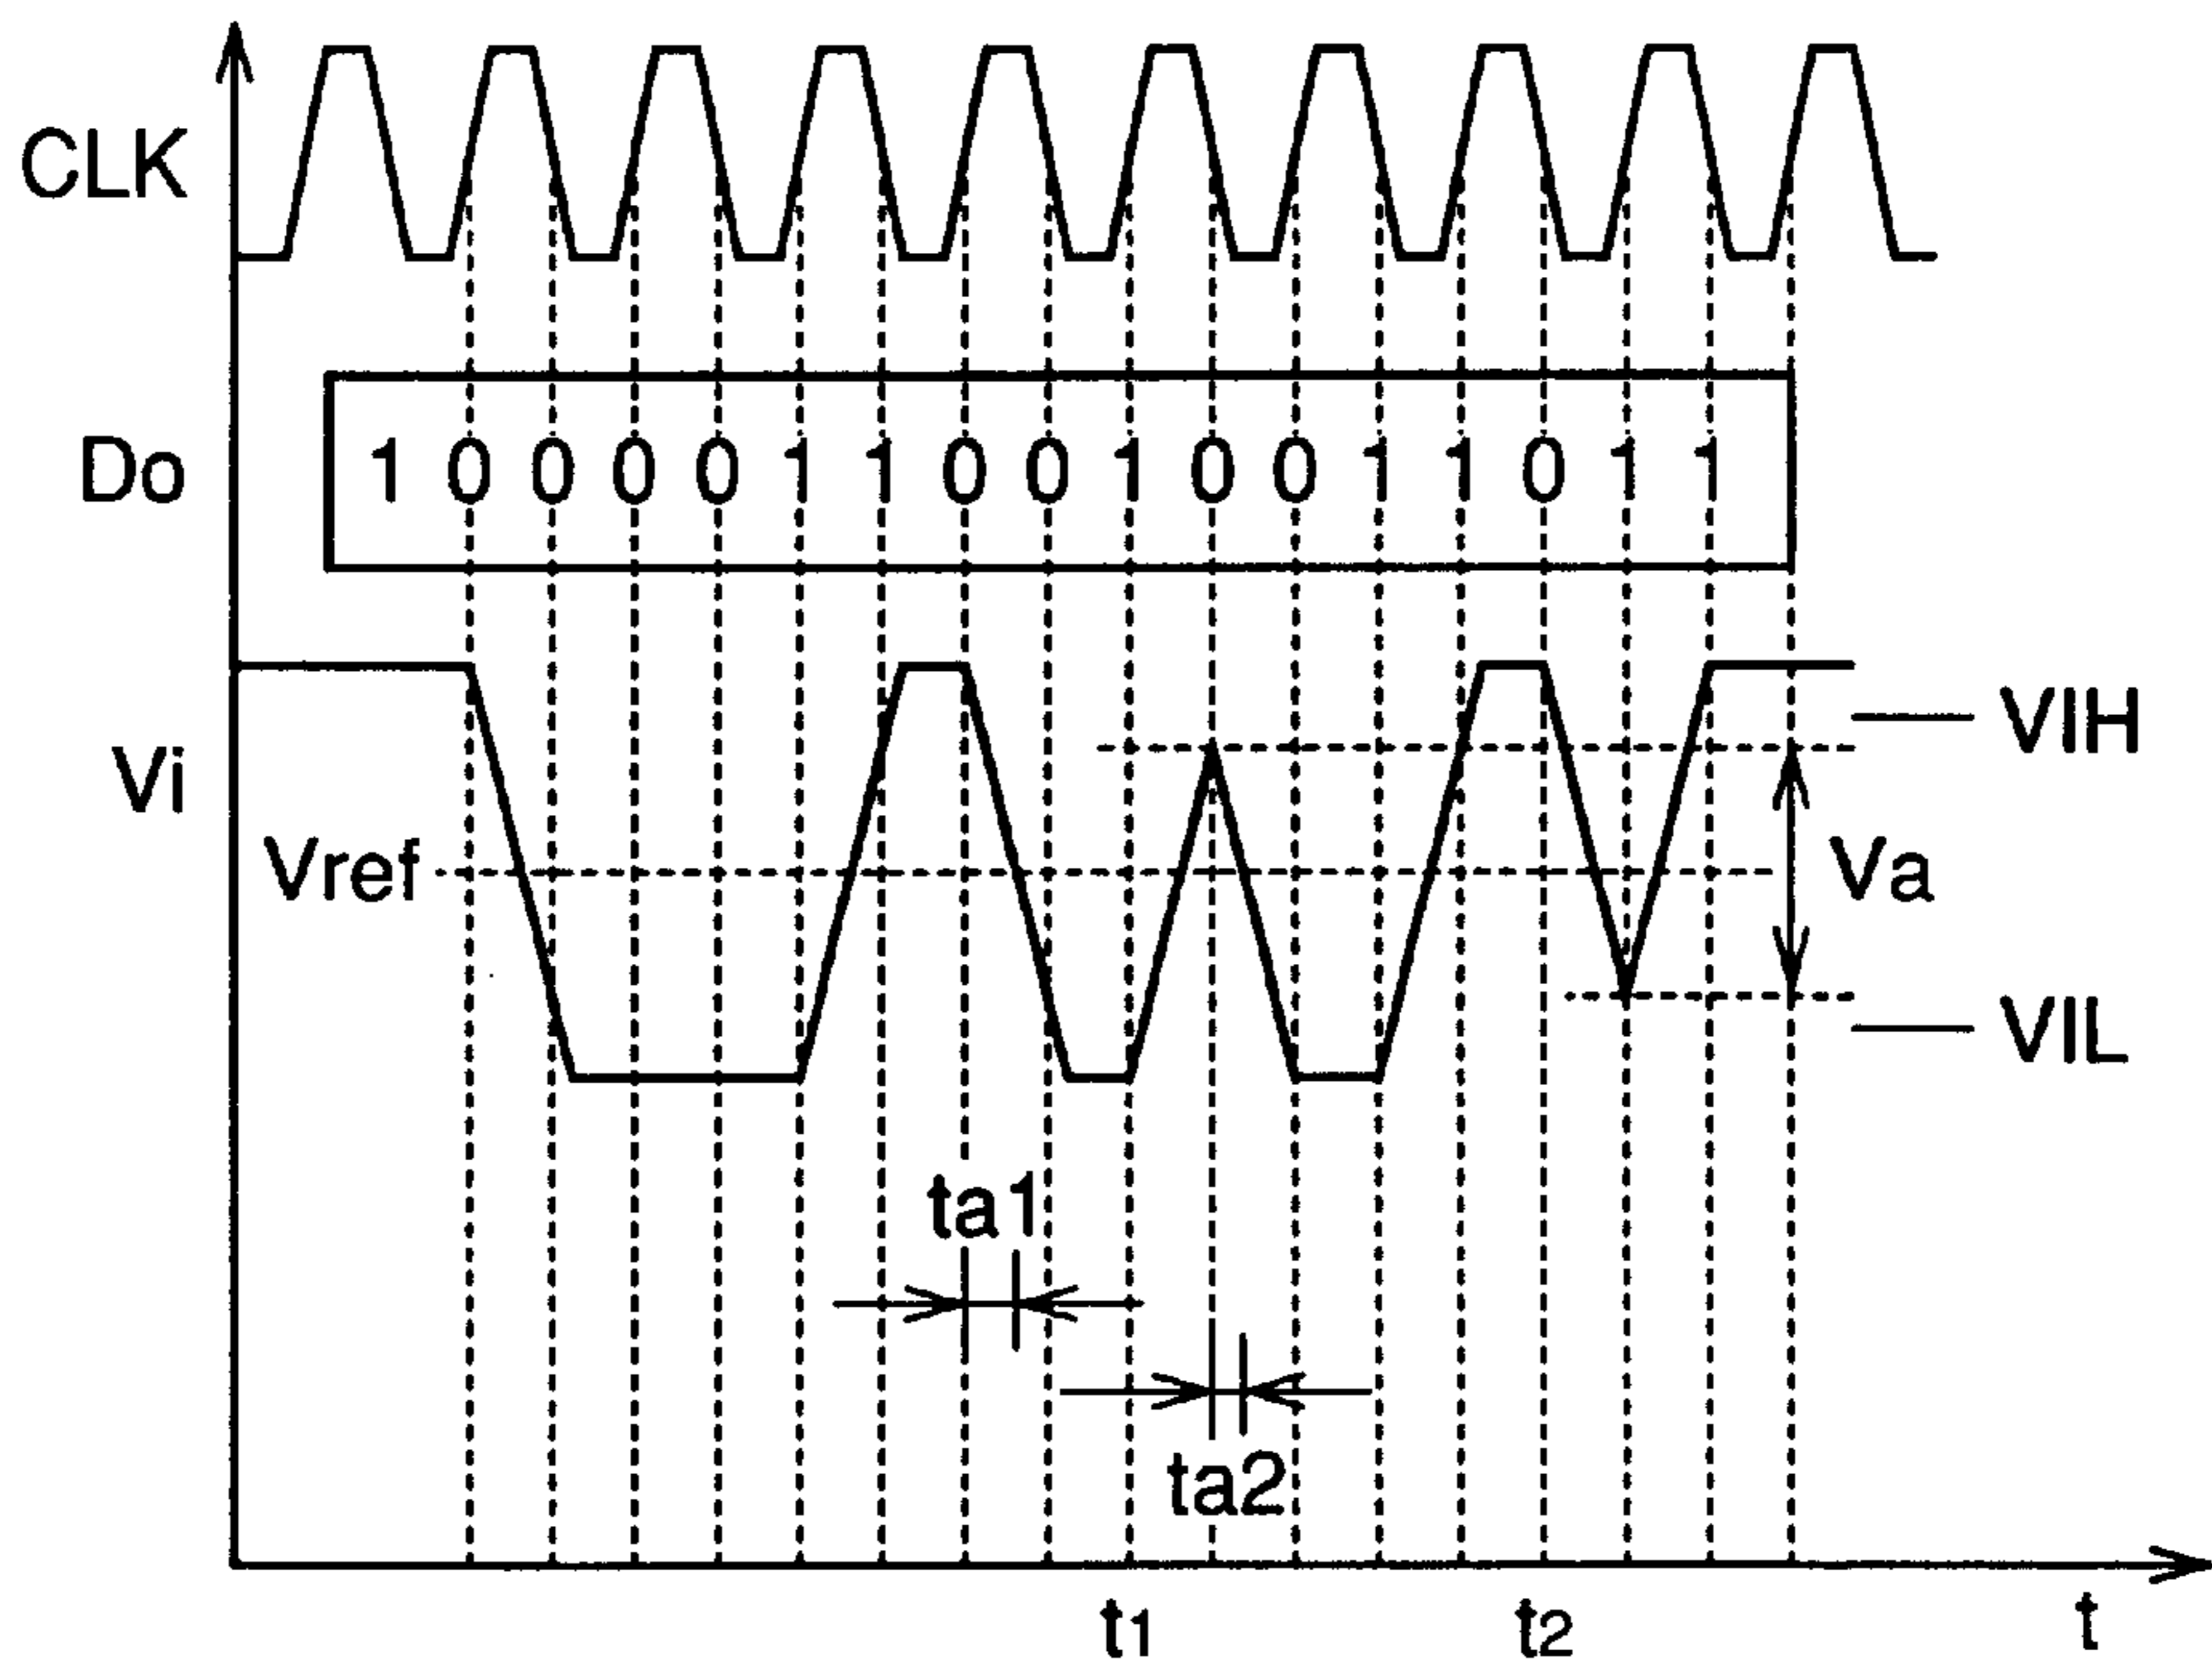 CLK
Do 1 0 0 0 0 1 1 0 0 1 0 0 1 1 0 1 1
VIH
Vi
Vref Va
VIL
ta1
ta2
t1 t2 t